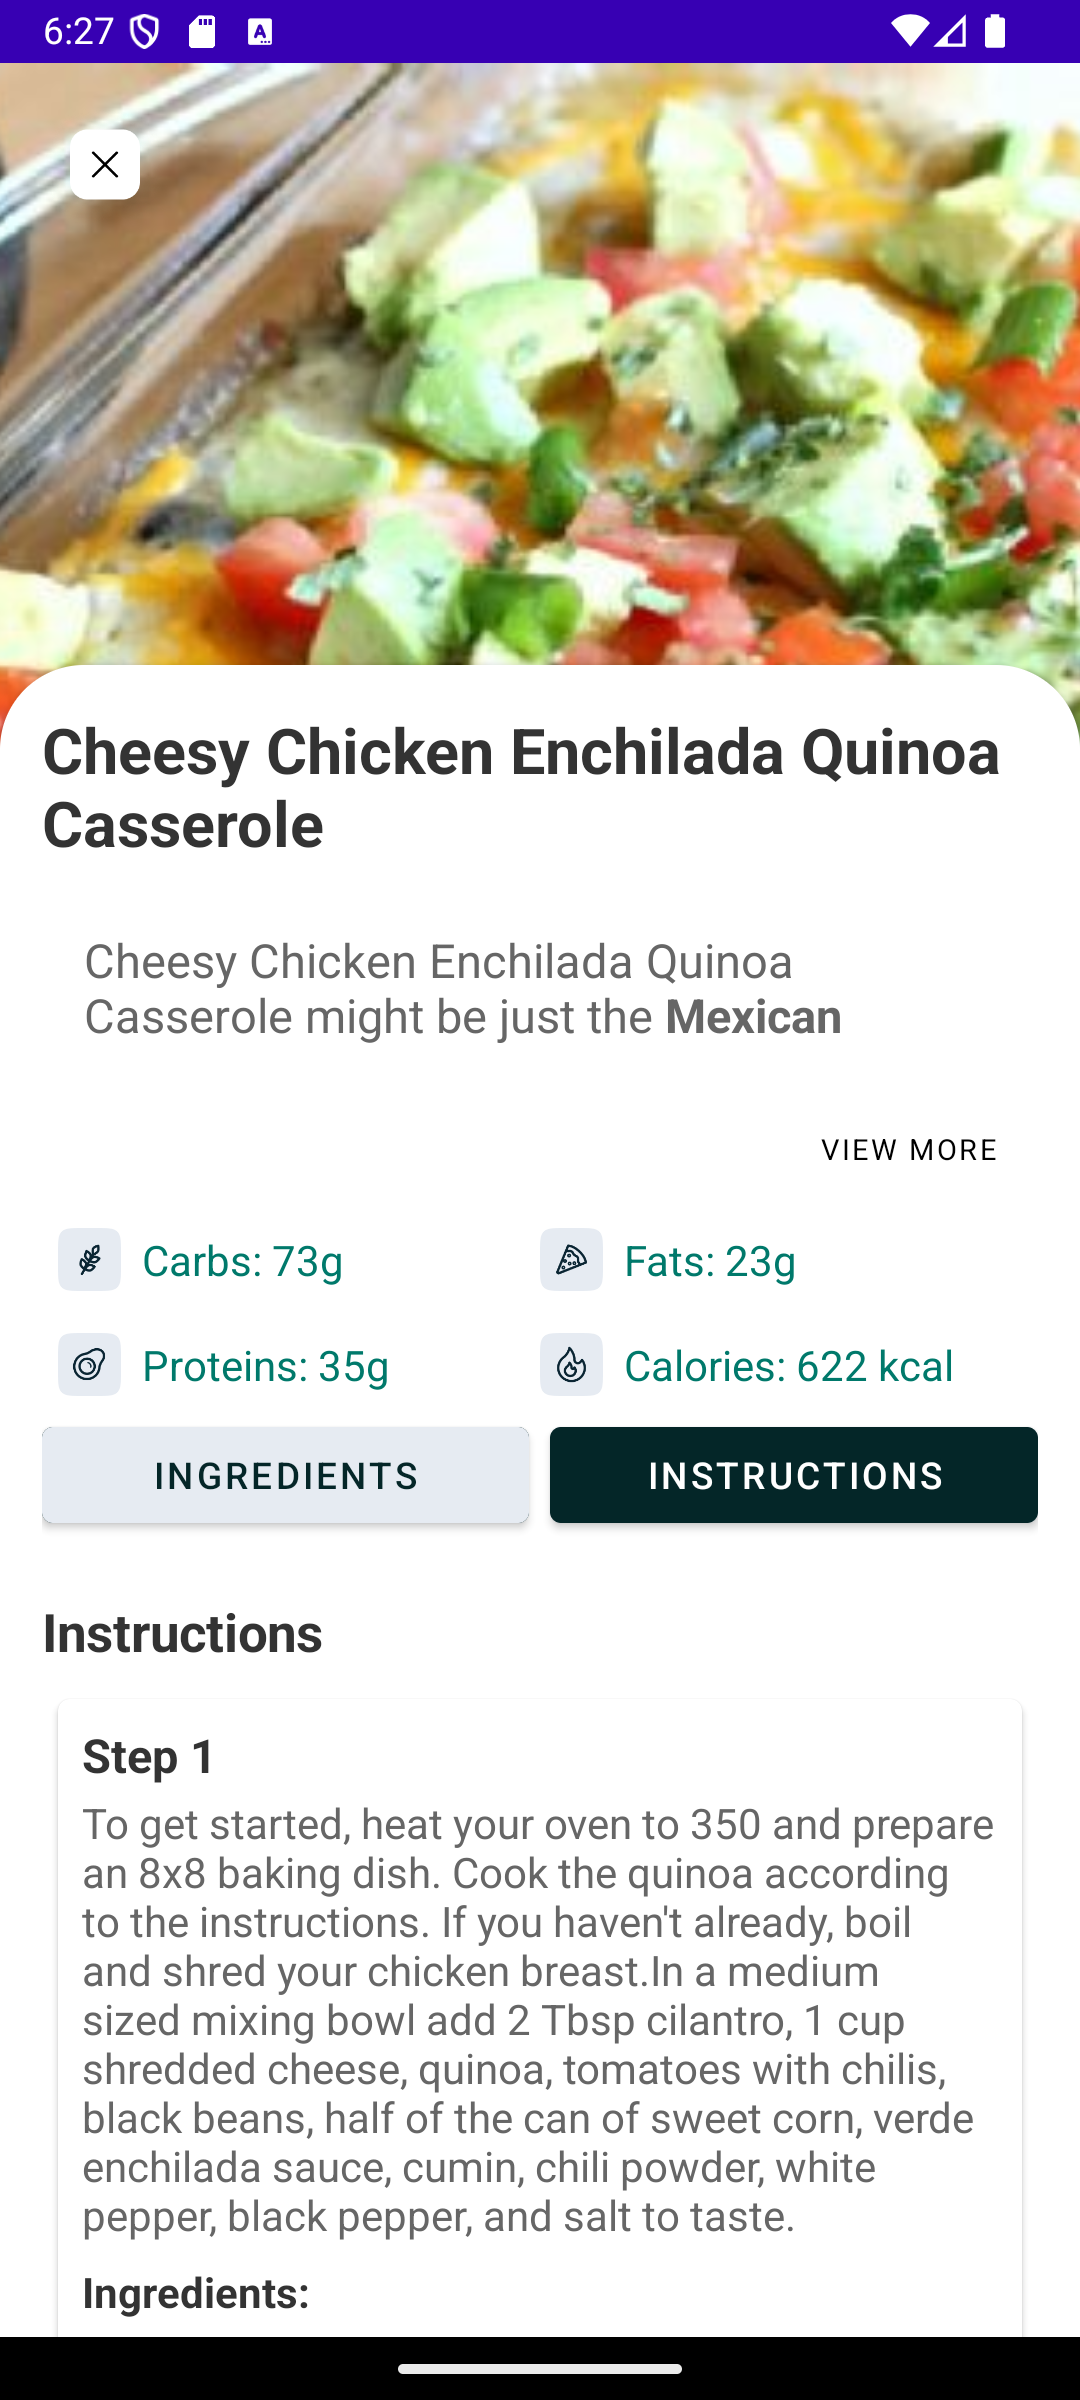 6:27
Cheesy Chicken Enchilada Quinoa
Casserole
Cheesy Chicken Enchilada Quinoa
Casserole might be just the Mexican
VIEW MORE
Carbs: 73g
Fats: 23g
Proteins: 35g
Calories: 622 kcal
INGREDIENTS
INSTRUCTIONS
Instructions
Step 1
To get started, heat your oven to 350 and prepare
an 8x8 baking dish. Cook the quinoa according
to the instructions. If you haven't already, boil
and shred your chicken breast.In a medium
sized mixing bowl add 2 Tbsp cilantro, 1 cup
shredded cheese, quinoa, tomatoes with chilis,
black beans, half of the can of sweet corn, verde
enchilada sauce, cumin, chili powder, white
pepper, black pepper, and salt to taste.
Ingredients: